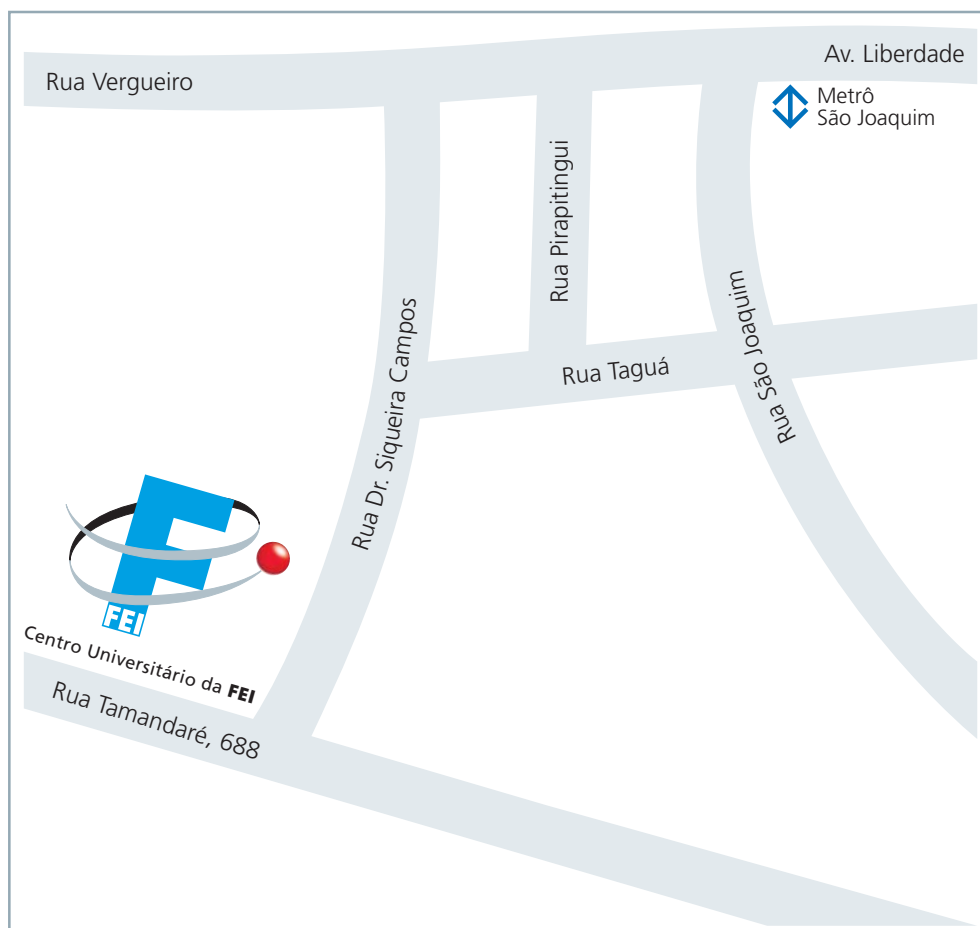 Av. Liberdade
Rua Vergueiro
Metrô
São Joaquim
Rua Pirapitingui
Rua São Joaquim
Rua Taguá
Rua Dr. Siqueira Campos
FEI
Centro Universitário da FEI
Rua Tamandaré, 688